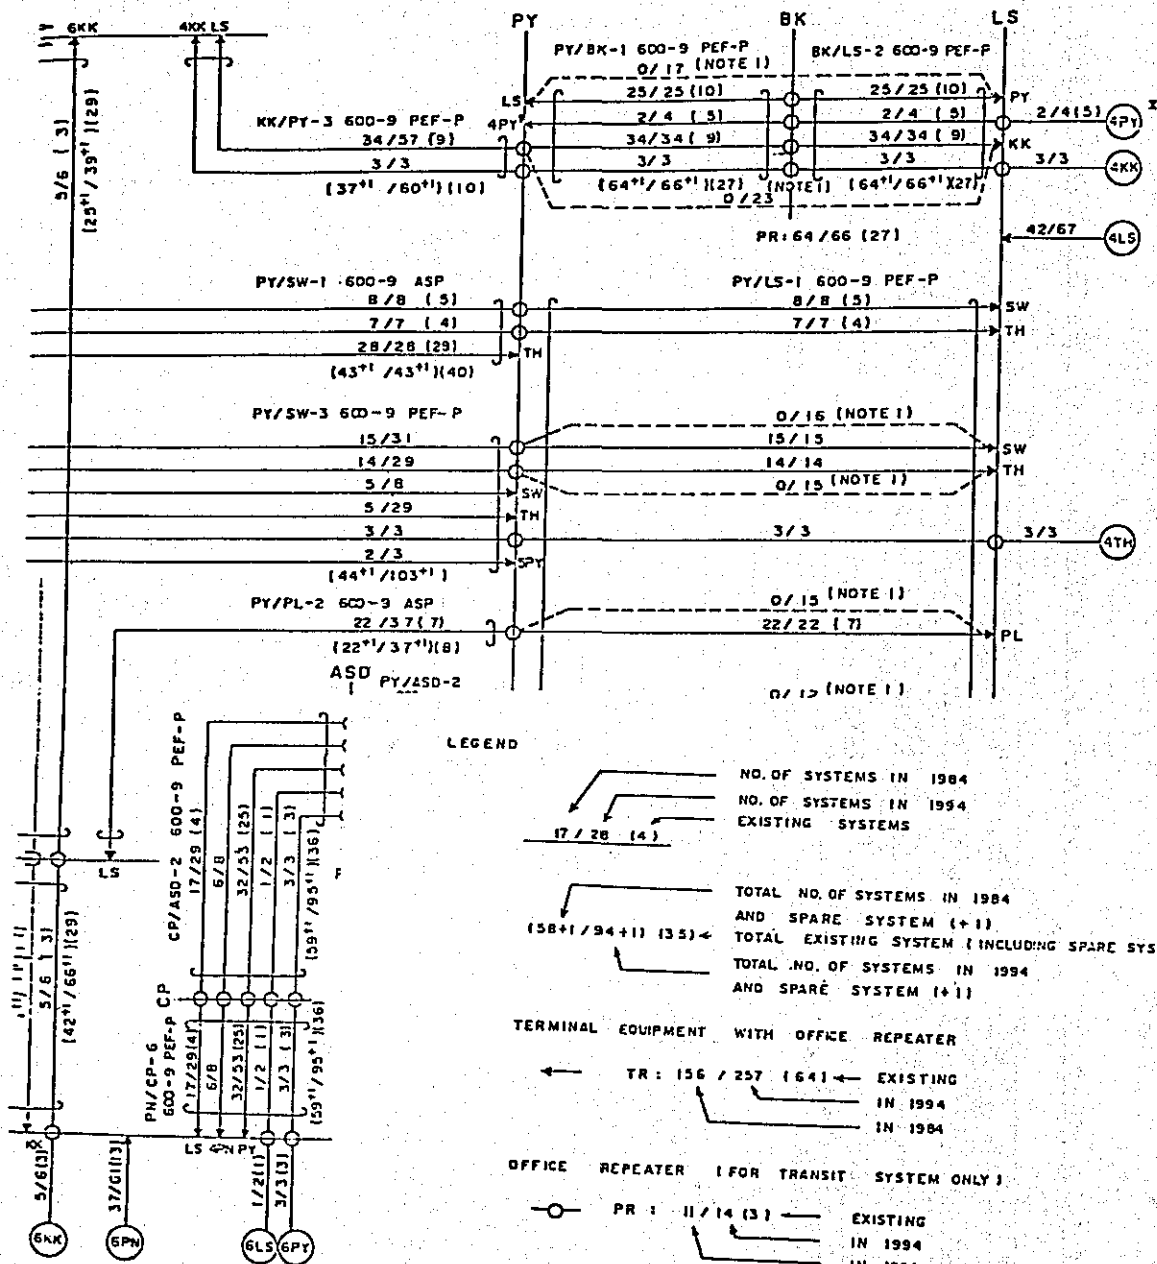 6KK 4KK LS PY BK LS
PY/BK-1 600-9 PEF-P BK/LS-2 600-9 PEF-P
0/17 (NOTE 1)
LS 25/25 (10) 25/25 (10) PY
KK/PY-3 600-9 PEF-P 4PY 2/4 ( 5) 2/4 ( 5) 2/4(5) 4PY
34/57 (9) 34/34 ( 9) 34/34 ( 9) KK
3/3 3/3 3/3 3/3 4KK
(37+1 /60+1)(10) (64+1/66+1)(27) (NOTE 1) (64+1/66+1)(27)
0/23
5/6 ( 3)
(25+1/39+1)(29)
PR: 64/66 (27) 42/67 4LS
PY/SW-1 600-9 ASP PY/LS-1 600-9 PEF-P
8/8 ( 5) 8/8 (5) SW
7/7 ( 4) 7/7 (4) TH
28/28 (29) TH
(43+1 /43+1)(40)
PY/SW-3 600-9 PEF-P 0/16 (NOTE 1)
15/31 15/15 SW
14/29 14/14 TH
5/8 SW 0/15 (NOTE 1)
5/29 TH
3/3 3/3 3/3 4TH
2/3 5PY
(44+1 /103+1 )
PY/PL-2 600-9 ASP 0/15 (NOTE 1)
22/37(7) 22/22 (7) PL
(22+1/37+1)(8)
ASD PY/ASD-2 (NOTE 1)
LS
5/6 ( 3)
(42+1/66+1)(29)
CP/ASD-2 600-9 PEF-P
17/29 (4)
6/8
32/53 (25)
1/2 (1)
3/3 ( 3)
(59+1 /95+1)(36)
CP
PN/CP-6
600-9 PEF-P
17/29(4)
6/8
32/53(25)
1/2 (1)
3/3 ( 3)
(59+1/95+1)(36)
KK LS 4PN PY
5/6(3) 37/61(13) 1/2(1) 3/3(3)
6KK 6PN 6LS 6PY
LEGEND
NO. OF SYSTEMS IN 1984
NO. OF SYSTEMS IN 1994
17 / 28 (4) EXISTING SYSTEMS
TOTAL NO. OF SYSTEMS IN 1984
AND SPARE SYSTEM (+1)
(58+1 / 94+1) (35) TOTAL EXISTING SYSTEM (INCLUDING SPARE SYS
TOTAL NO. OF SYSTEMS IN 1994
AND SPARE SYSTEM (+1)
TERMINAL EQUIPMENT WITH OFFICE REPEATER
TR : 156 / 257 (64) EXISTING
IN 1994
IN 1984
OFFICE REPEATER (FOR TRANSIT SYSTEM ONLY)
PR : 11 / 14 (3) EXISTING
IN 1994